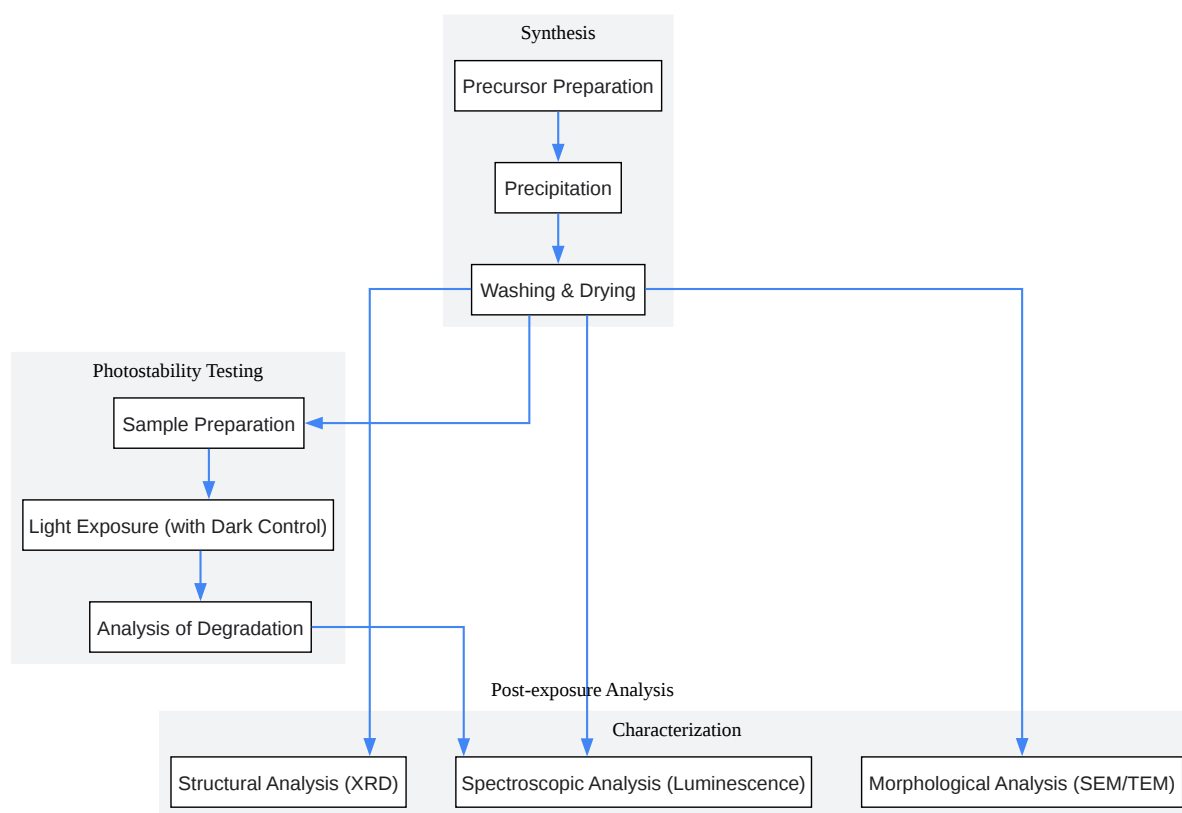 Synthesis
Precursor Preparation
Precipitation
Washing & Drying
Photostability Testing
Sample Preparation
Light Exposure (with Dark Control)
Analysis of Degradation
Post-exposure Analysis
Characterization
Structural Analysis (XRD)
Spectroscopic Analysis (Luminescence)
Morphological Analysis (SEM/TEM)